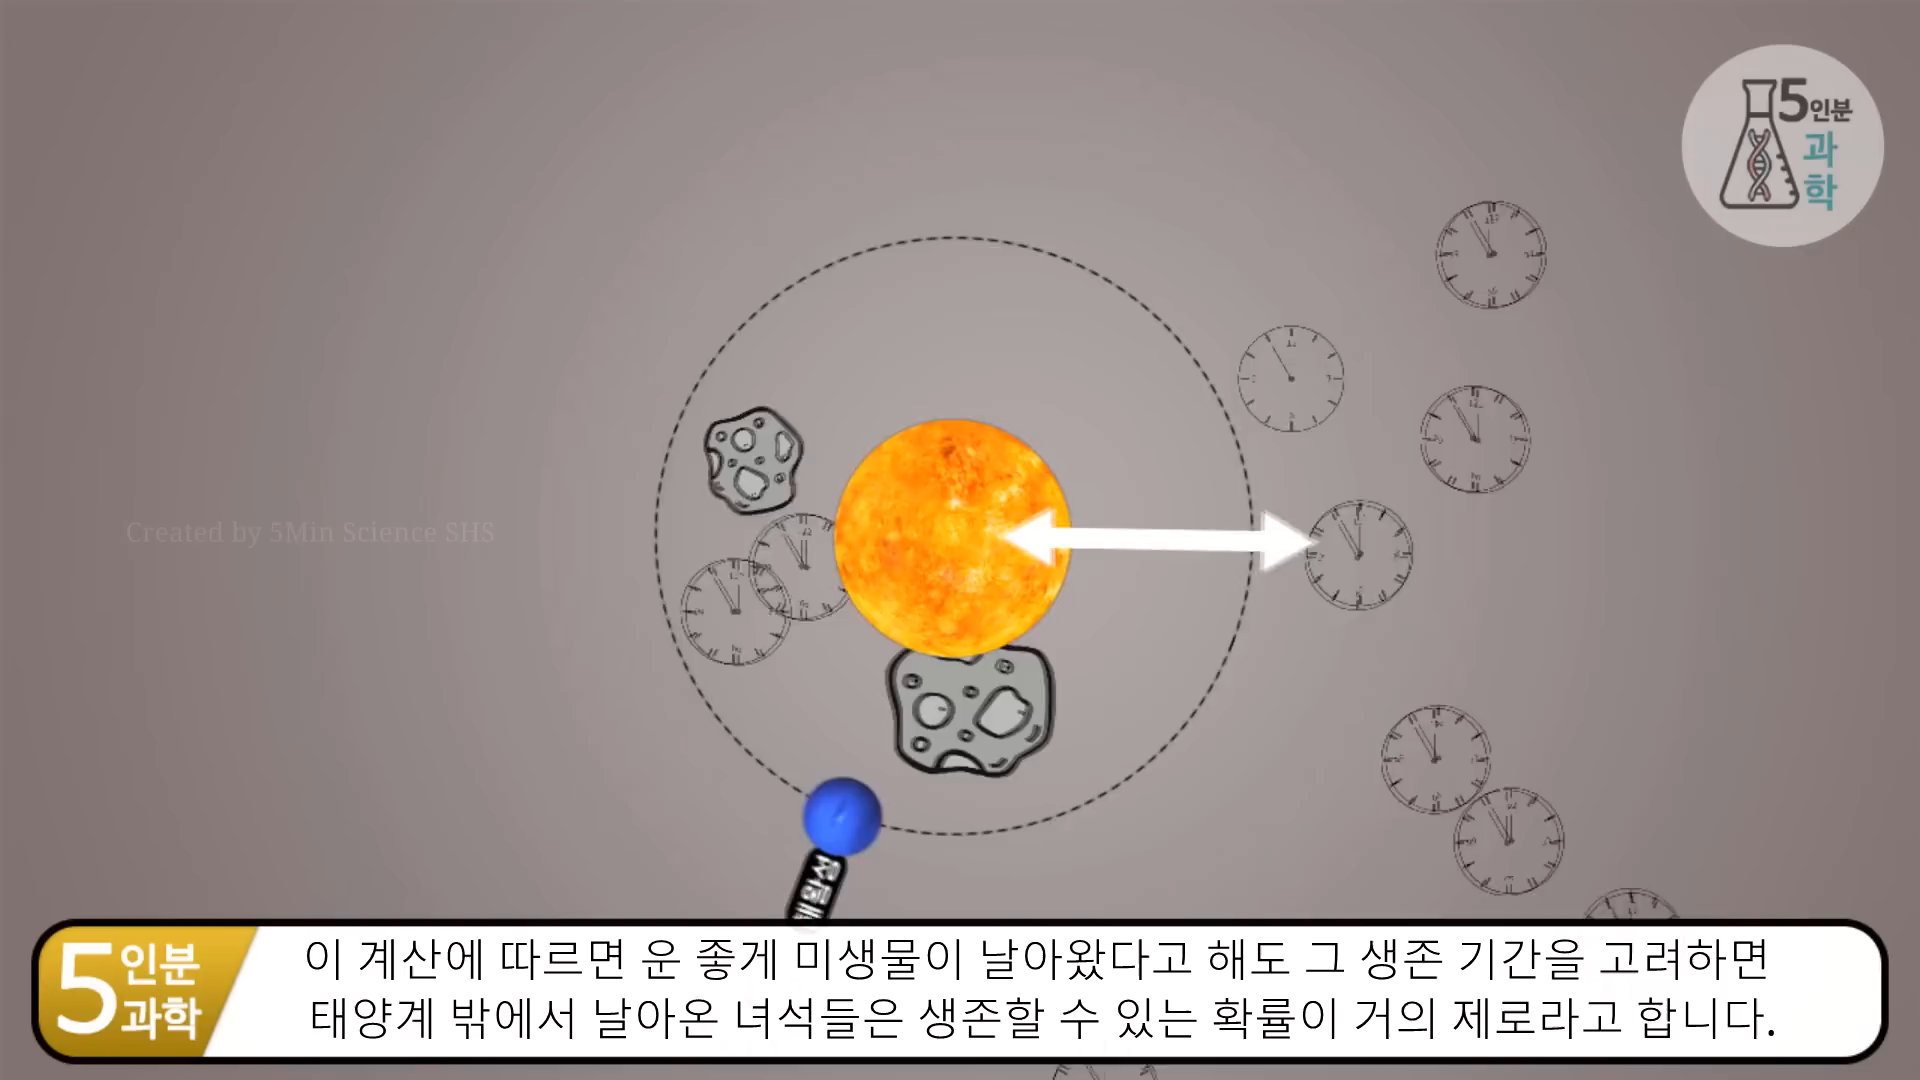 5인분
과
학
Created by 5Min Science SHS
5인분
과학
이 계산에 따르면 운 좋게 미생물이 날아왔다고 해도 그 생존 기간을 고려하면
태양계 밖에서 날아온 녀석들은 생존할 수 있는 확률이 거의 제로라고 합니다.